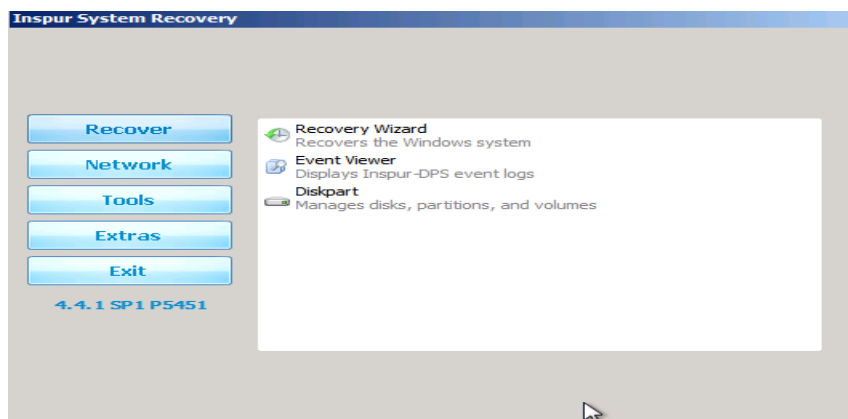 Inspur System Recovery
Recover
Network
Tools
Extras
Exit
4.4.1 SP1 P5451
Recovery Wizard
Recovers the Windows system
Event Viewer
Displays Inspur-DPS event logs
Diskpart
Manages disks, partitions, and volumes